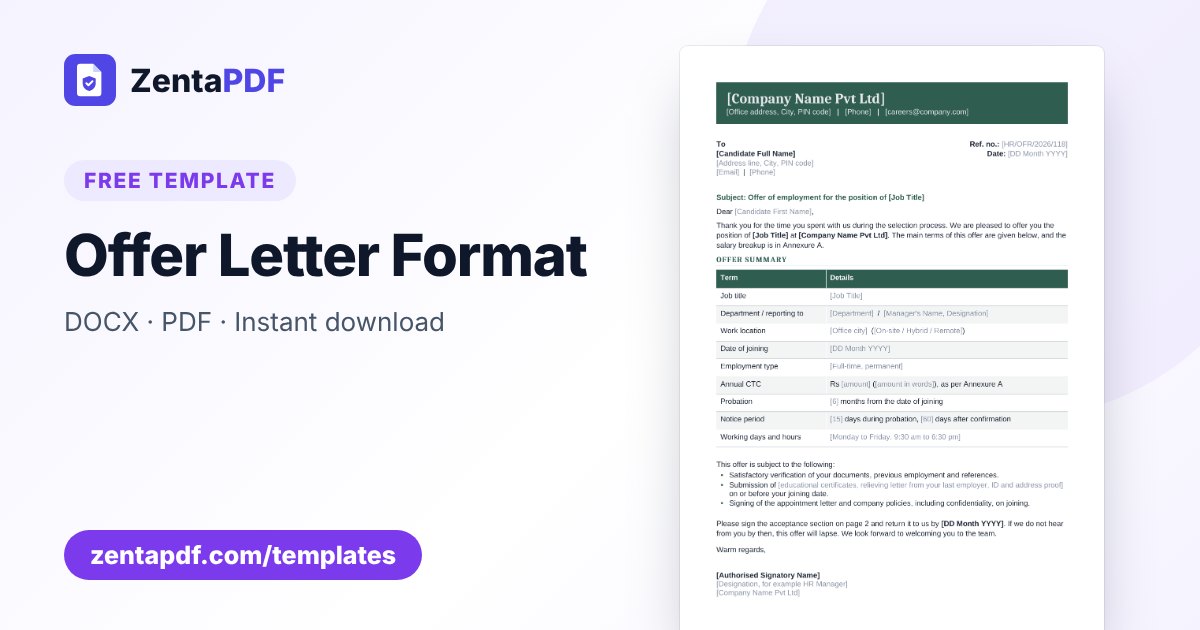 ZentaPDF
FREE TEMPLATE
Offer Letter Format
DOCX · PDF · Instant download
zentapdf.com/templates
[Company Name Pvt Ltd]
[Office address, City, PIN code] | [Phone] | [careers@company.com]
To
[Candidate Full Name]
[Address line, City, PIN code]
[Email] | [Phone]
Ref. no.: [HR/OFR/2026/118]
Date: [DD Month YYYY]
Subject: Offer of employment for the position of [Job Title]
Dear [Candidate First Name],
Thank you for the time you spent with us during the selection process. We are pleased to offer you the
position of [Job Title] at [Company Name Pvt Ltd]. The main terms of this offer are given below, and the
salary breakup is in Annexure A.
OFFER SUMMARY
Term Details
Job title [Job Title]
Department / reporting to [Department] / [Manager's Name, Designation]
Work location [Office city] ([On-site / Hybrid / Remote])
Date of joining [DD Month YYYY]
Employment type [Full-time, permanent]
Annual CTC Rs [amount] ([amount in words]), as per Annexure A
Probation [6] months from the date of joining
Notice period [15] days during probation, [60] days after confirmation
Working days and hours [Monday to Friday, 9:30 am to 6:30 pm]
This offer is subject to the following:
• Satisfactory verification of your documents, previous employment and references.
• Submission of [educational certificates, relieving letter from your last employer, ID and address proof]
on or before your joining date.
• Signing of the appointment letter and company policies, including confidentiality, on joining.
Please sign the acceptance section on page 2 and return it to us by [DD Month YYYY]. If we do not hear
from you by then, this offer will lapse. We look forward to welcoming you to the team.
Warm regards,
[Authorised Signatory Name]
[Designation, for example HR Manager]
[Company Name Pvt Ltd]